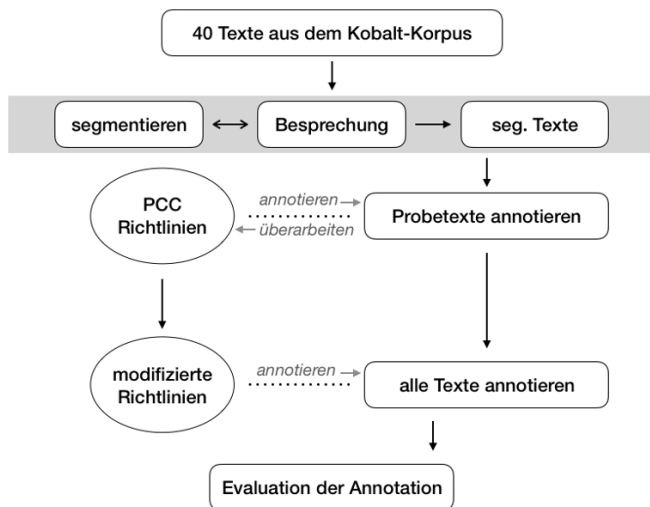 40 Texte aus dem Kobalt-Korpus
segmentieren
Besprechung
seg. Texte
PCC
Richtlinien
annotieren
überarbeiten
Probetexte annotieren
modifizierte
Richtlinien
annotieren
alle Texte annotieren
Evaluation der Annotation